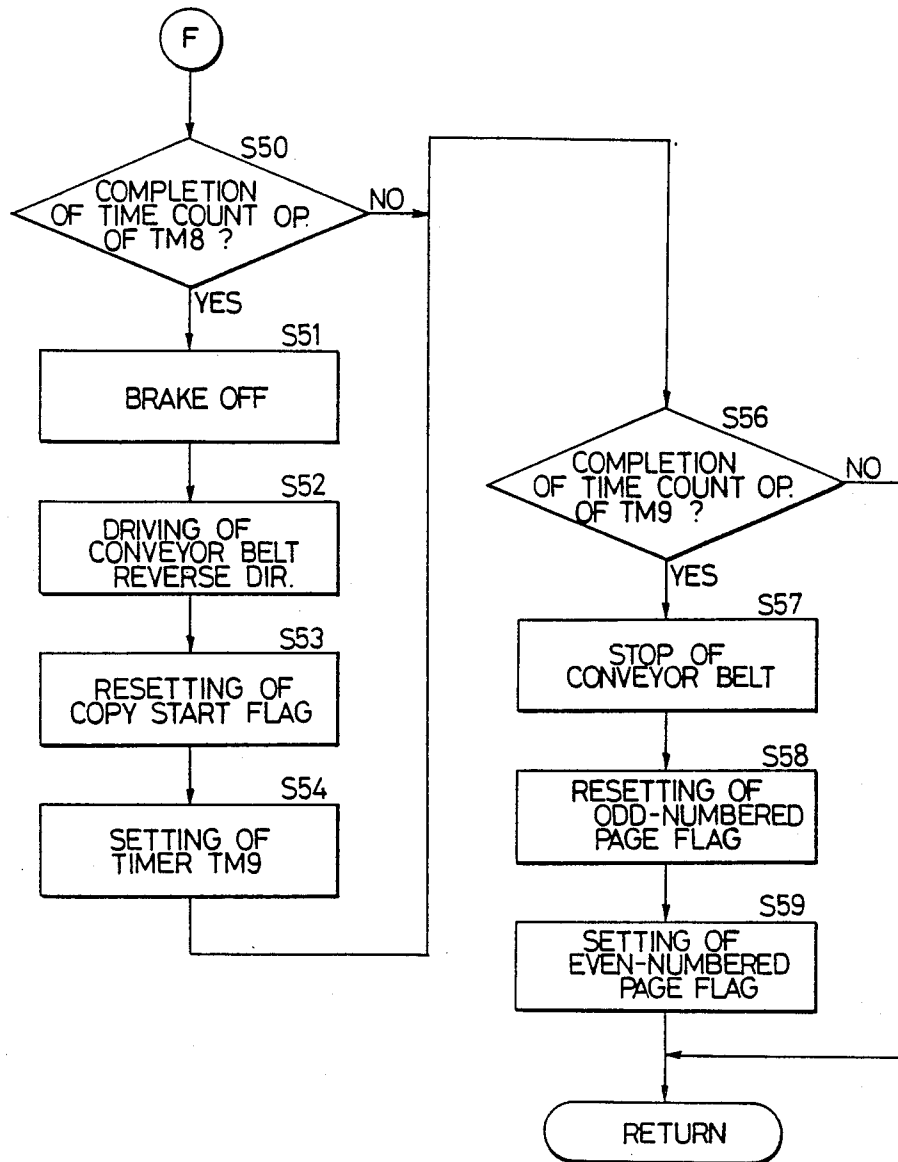 F
S50
COMPLETION
OF TIME COUNT OP.
OF TM8 ?
NO
YES
S51
BRAKE OFF
S52
DRIVING OF
CONVEYOR BELT
REVERSE DIR.
S53
RESETTING OF
COPY START FLAG
S54
SETTING OF
TIMER TM9
S56
COMPLETION
OF TIME COUNT OP.
OF TM9 ?
NO
YES
S57
STOP OF
CONVEYOR BELT
S58
RESETTING OF
ODD-NUMBERED
PAGE FLAG
S59
SETTING OF
EVEN-NUMBERED
PAGE FLAG
RETURN